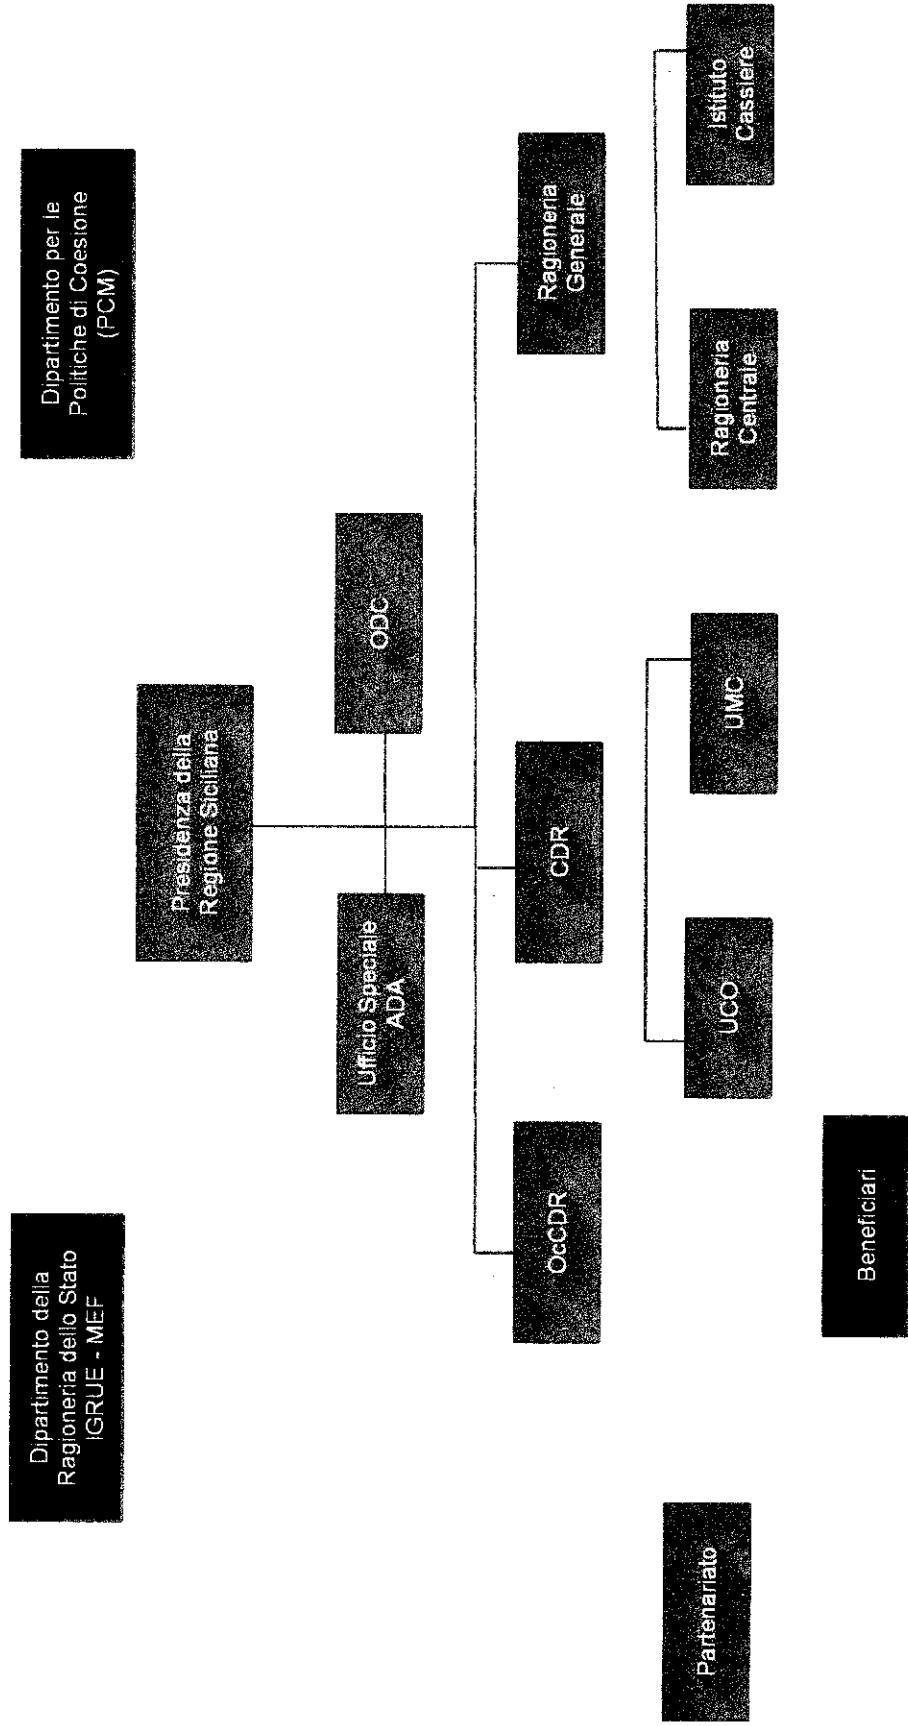 Dipartimento della
Ragioneria dello Stato
IGRUE - MEF
Dipartimento per le
Politiche di Coesione
(PCM)
Presidenza della
Regione Siciliana
Ufficio Speciale
ADA
ODC
OcCDR
CDR
Ragioneria
Generale
Partenariato
UCO
UMC
Ragioneria
Centrale
Istituto
Cassiere
Beneficiari